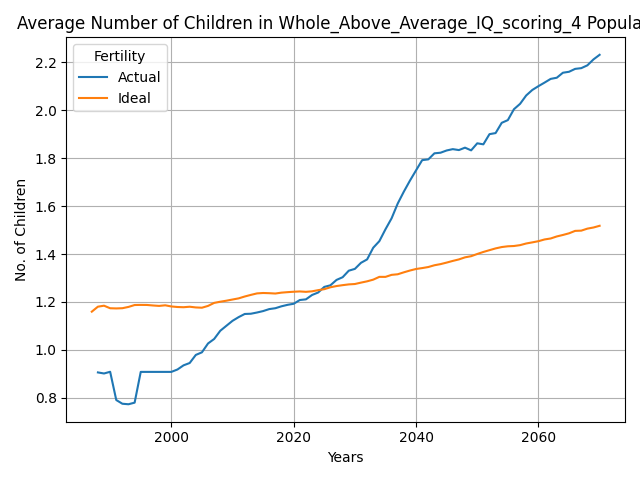 Average Number of Children in Whole_Above_Average_IQ_scoring_4 Popula
Fertility
Actual
Ideal
2.2
2.0
1.8
1.6
1.4
1.2
1.0
0.8
No. of Children
2000 2020 2040 2060
Years